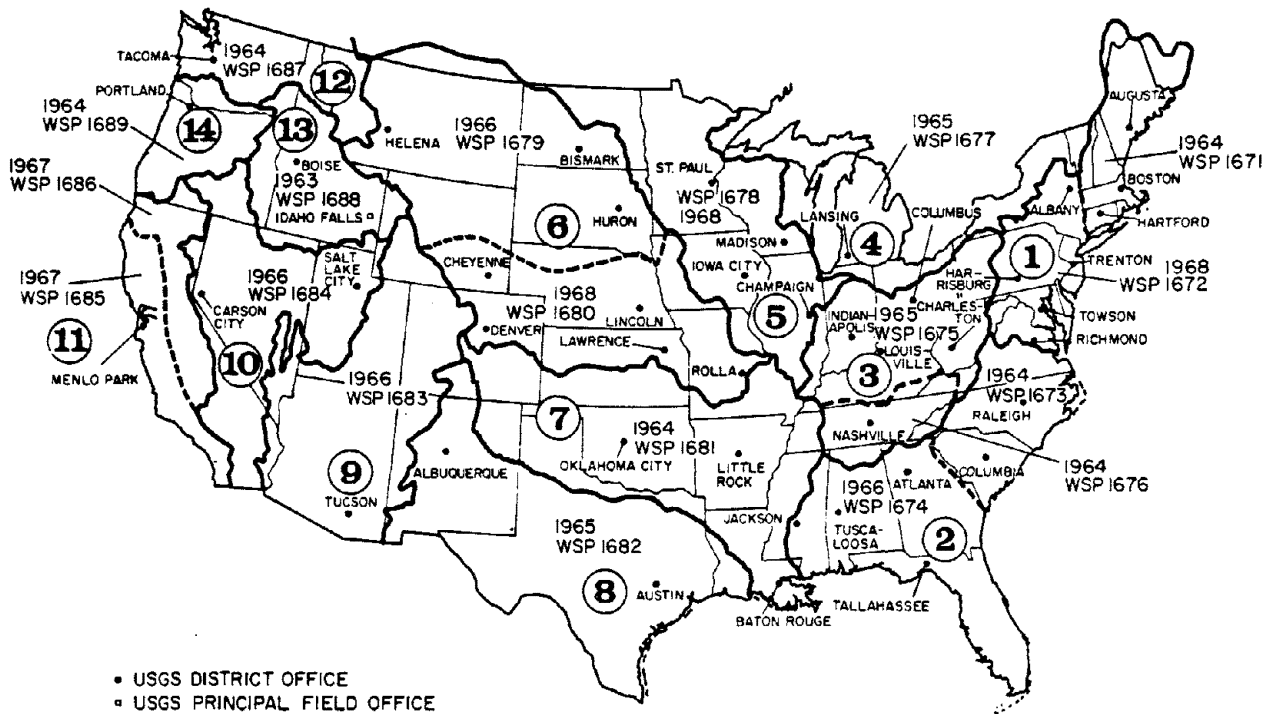 TACOMA
1964
WSP 1687
12
PORTLAND
1964
WSP 1689
14
13
HELENA
1966
WSP 1679
BISMARK
ST. PAUL
WSP 1678
1968
1965
WSP 1677
AUGUSTA
1964
WSP 1671
BOSTON
HARTFORD
ALBANY
1967
WSP 1686
BOISE
1963
WSP 1688
IDAHO FALLS
6
HURON
MADISON
LANSING
4
COLUMBUS
1
TRENTON
1968
WSP 1672
HAR-
RISBURG
TOWSON
RICHMOND
CHARLES-
TON
1967
WSP 1685
11
MENLO PARK
1966
WSP 1684
SALT
LAKE
CITY
CARSON
CITY
10
CHEYENNE
1968
WSP 1680
DENVER
LINCOLN
LAWRENCE
IOWA CITY
CHAMPAIGN
5
ROLLA
INDIAN-
APOLIS
1965
WSP 1675
LOUIS-
VILLE
3
1964
WSP 1673
RALEIGH
1966
WSP 1683
7
1964
WSP 1681
OKLAHOMA CITY
LITTLE
ROCK
NASHVILLE
1964
WSP 1676
COLUMBIA
ATLANTA
9
TUCSON
ALBUQUERQUE
JACKSON
1966
WSP 1674
TUSCA-
LOOSA
2
1965
WSP 1682
8
AUSTIN
BATON ROUGE
TALLAHASSEE
• USGS DISTRICT OFFICE
▫ USGS PRINCIPAL FIELD OFFICE